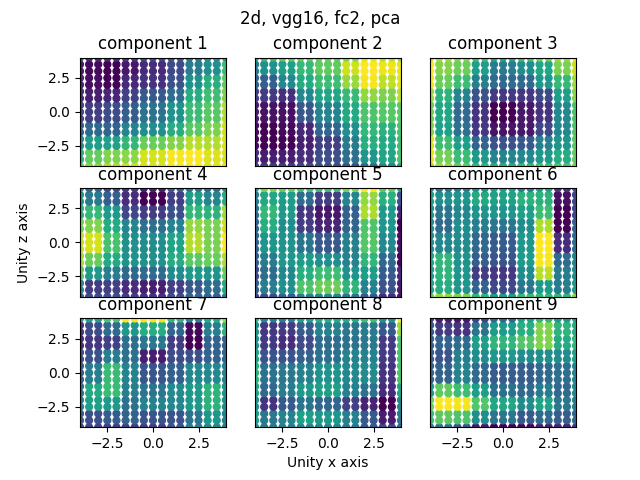 2d, vgg16, fc2, pca
component 1
component 2
component 3
2.5
0.0
−2.5
component 4
component 5
component 6
2.5
0.0
−2.5
Unity z axis
component 7
component 8
component 9
2.5
0.0
−2.5
−2.5 0.0 2.5
−2.5 0.0 2.5
−2.5 0.0 2.5
Unity x axis